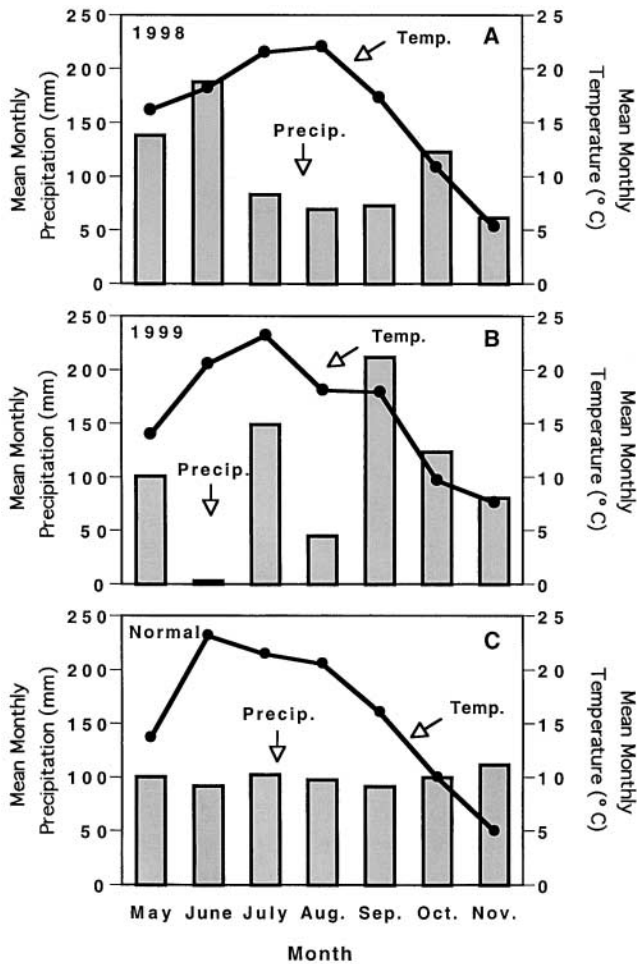 1998
A
Temp.
Precip.
Mean Monthly
Precipitation (mm)
250
200
150
100
50
0
25
20
15
10
5
0
Mean Monthly
Temperature (° C)
1999
B
Temp.
Precip.
Mean Monthly
Precipitation (mm)
250
200
150
100
50
0
25
20
15
10
5
0
Mean Monthly
Temperature (° C)
Normal
C
Precip.
Temp.
Mean Monthly
Precipitation (mm)
250
200
150
100
50
0
25
20
15
10
5
0
Mean Monthly
Temperature (° C)
May June July Aug. Sep. Oct. Nov.
Month